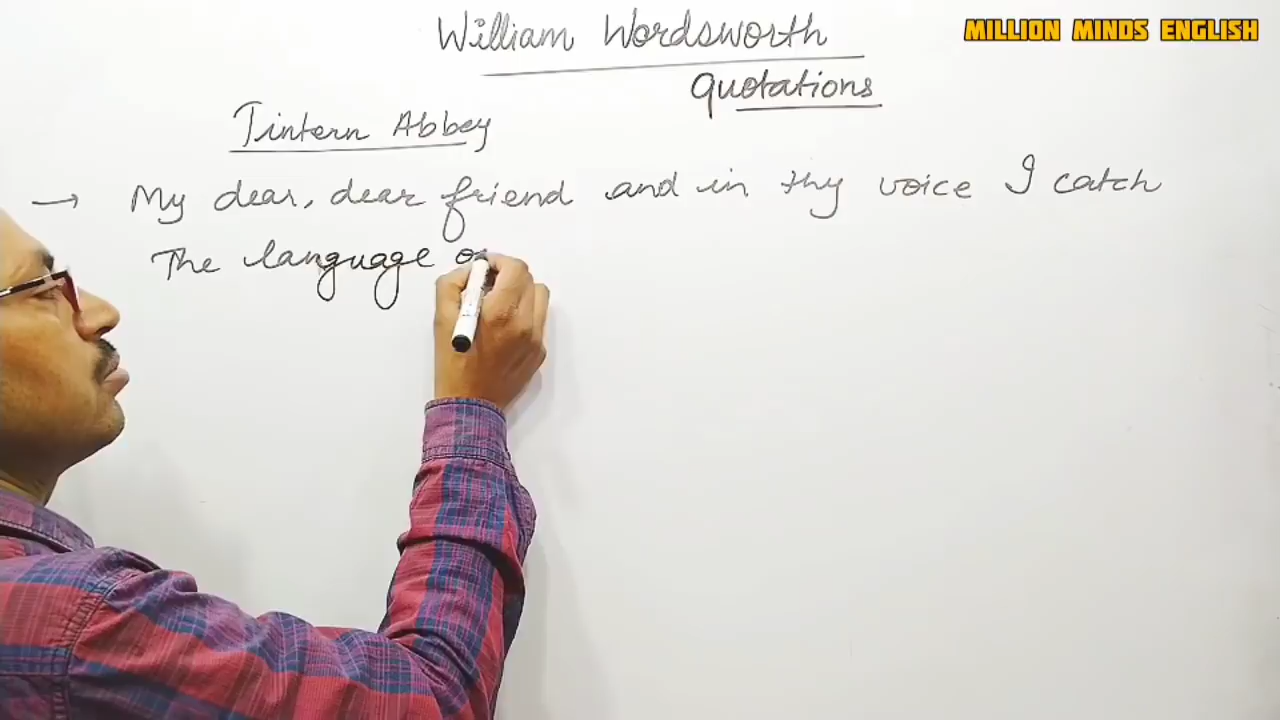 William Wordsworth
MILLION MINDS ENGLISH
Quotations
Tintern Abbey
→ My dear, dear friend and in thy voice I catch
The language o